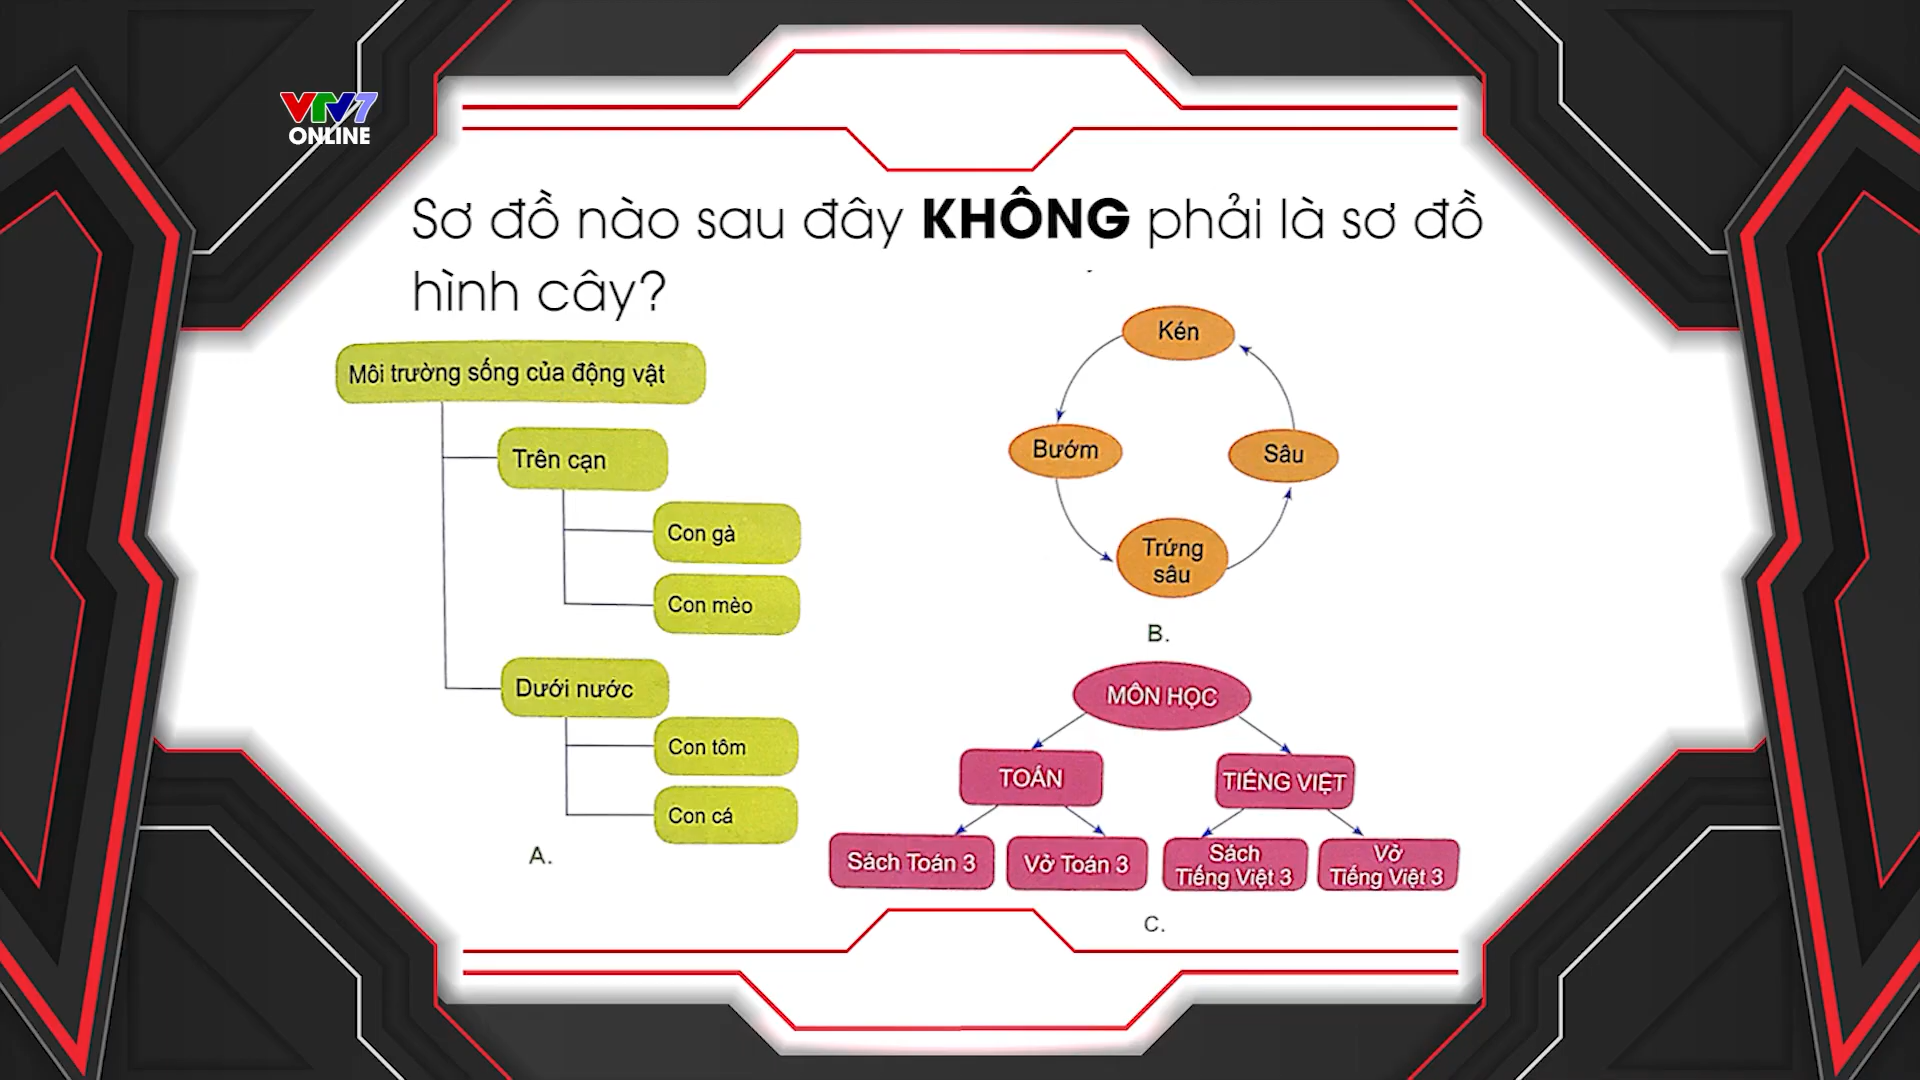 VTV7
ONLINE
Sơ đồ nào sau đây KHÔNG phải là sơ đồ
hình cây?
Môi trường sống của động vật
Trên cạn
Con gà
Con mèo
Dưới nước
Con tôm
Con cá
A.
Kén
Bướm
Sâu
Trứng
sâu
B.
MÔN HỌC
TOÁN
TIẾNG VIỆT
Sách Toán 3
Vở Toán 3
Sách
Tiếng Việt 3
Vở
Tiếng Việt 3
C.